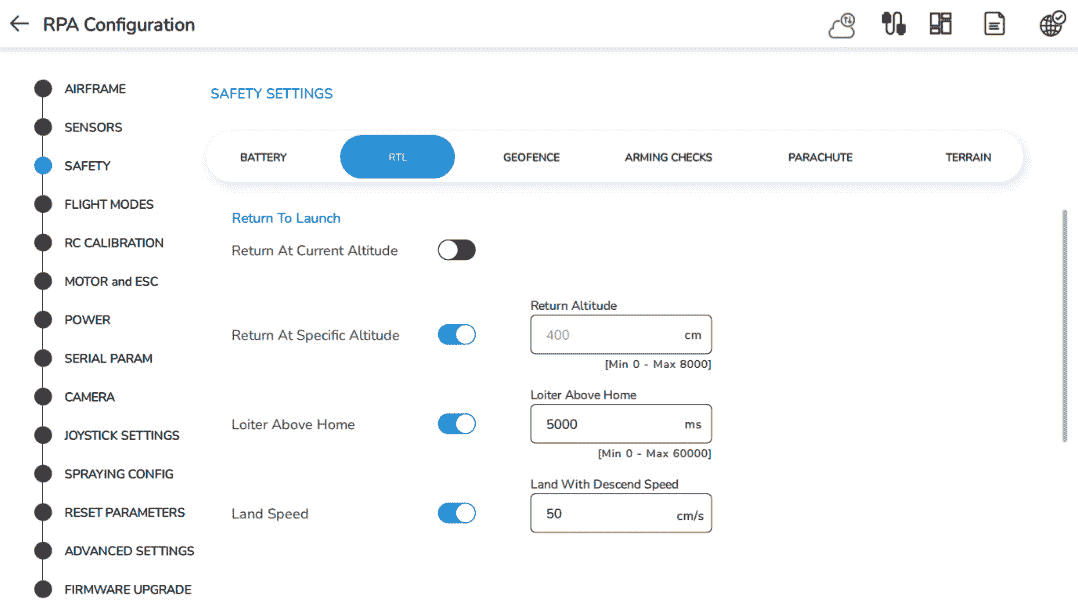 RPA Configuration
AIRFRAME
SENSORS
SAFETY
FLIGHT MODES
RC CALIBRATION
MOTOR and ESC
POWER
SERIAL PARAM
CAMERA
JOYSTICK SETTINGS
SPRAYING CONFIG
RESET PARAMETERS
ADVANCED SETTINGS
FIRMWARE UPGRADE
SAFETY SETTINGS
BATTERY RTL GEOFENCE ARMING CHECKS PARACHUTE TERRAIN
Return To Launch
Return At Current Altitude
Return Altitude
Return At Specific Altitude 400 cm
[Min 0 - Max 8000]
Loiter Above Home
Loiter Above Home 5000 ms
[Min 0 - Max 60000]
Land With Descend Speed
Land Speed 50 cm/s